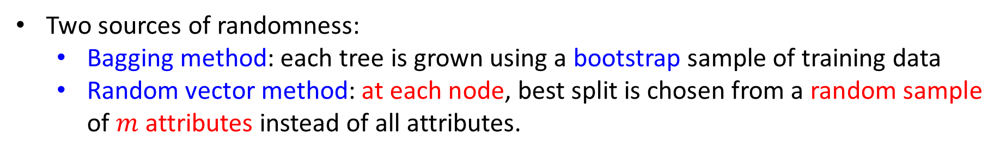 • Two sources of randomness:
• Bagging method: each tree is grown using a bootstrap sample of training data
• Random vector method: at each node, best split is chosen from a random sample
of m attributes instead of all attributes.